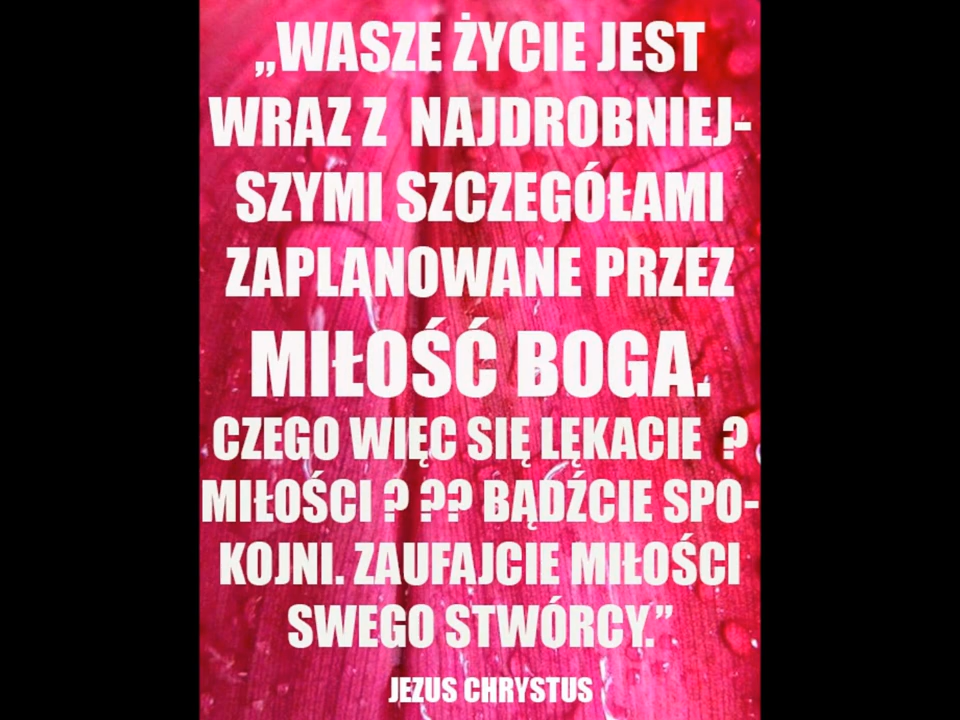 „WASZE ŻYCIE JEST
WRAZ Z NAJDROBNIEJ-
SZYMI SZCZEGÓŁAMI
ZAPLANOWANE PRZEZ
MIŁOŚĆ BOGA.
CZEGO WIĘC SIĘ LĘKACIE ?
MIŁOŚCI ? ?? BĄDŹCIE SPO-
KOJNI. ZAUFAJCIE MIŁOŚCI
SWEGO STWÓRCY.”
JEZUS CHRYSTUS